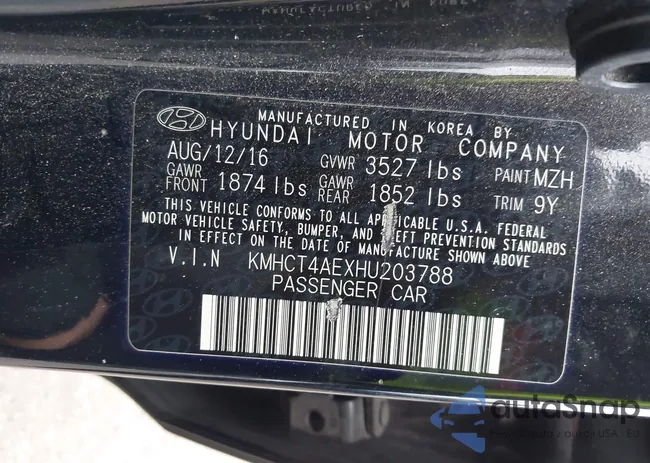 MANUFACTURED IN KOREA BY
HYUNDAI MOTOR COMPANY
AUG/12/16 GVWR 3527 lbs PAINT MZH
GAWR FRONT 1874 lbs GAWR REAR 1852 lbs TRIM 9Y
THIS VEHICLE CONFORMS TO ALL APPLICABLE U.S.A. FEDERAL
MOTOR VEHICLE SAFETY, BUMPER, AND THEFT PREVENTION STANDARDS
IN EFFECT ON THE DATE OF MANUFACTURE SHOWN ABOVE
V.I.N KMHCT4AEXHU203788
PASSENGER CAR
autoSnap